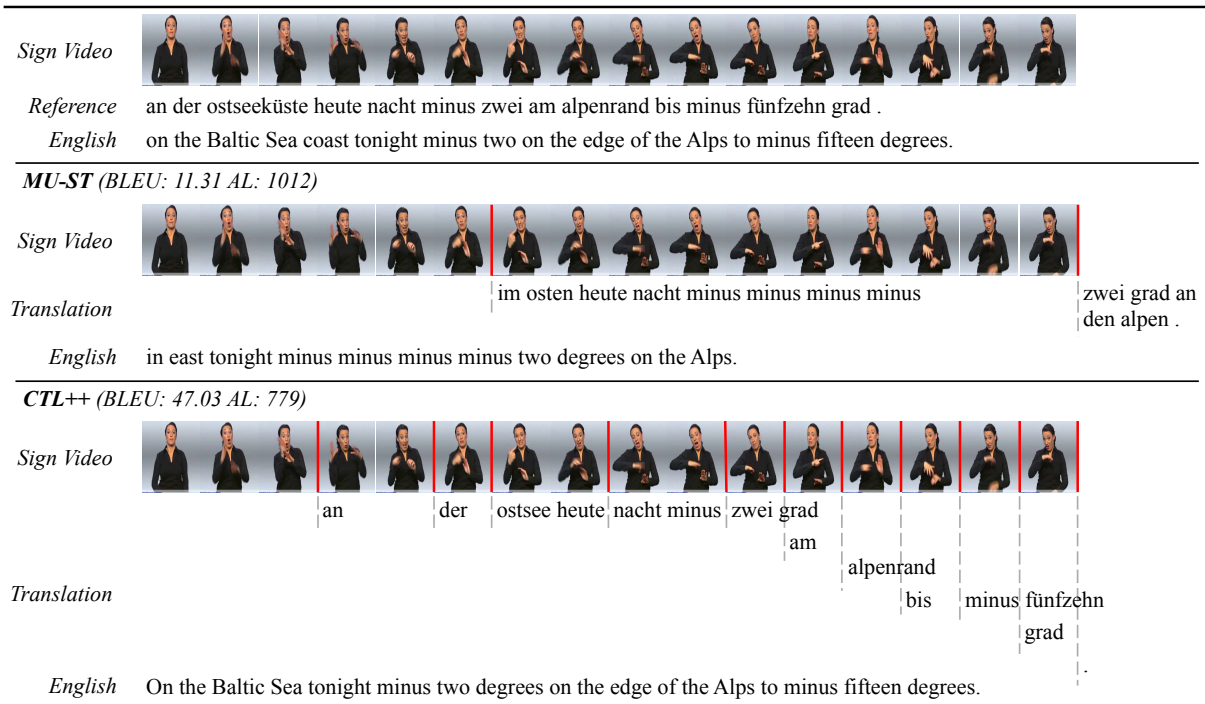 Sign Video
Reference an der ostseeküste heute nacht minus zwei am alpenrand bis minus fünfzehn grad .
English on the Baltic Sea coast tonight minus two on the edge of the Alps to minus fifteen degrees.
MU-ST (BLEU: 11.31 AL: 1012)
Sign Video
Translation
im osten heute nacht minus minus minus minus
zwei grad an
den alpen .
English in east tonight minus minus minus minus two degrees on the Alps.
CTL++ (BLEU: 47.03 AL: 779)
Sign Video
an der ostsee heute nacht minus zwei grad
am
alpenrand
Translation
bis minus fünfzehn
grad
.
English On the Baltic Sea tonight minus two degrees on the edge of the Alps to minus fifteen degrees.